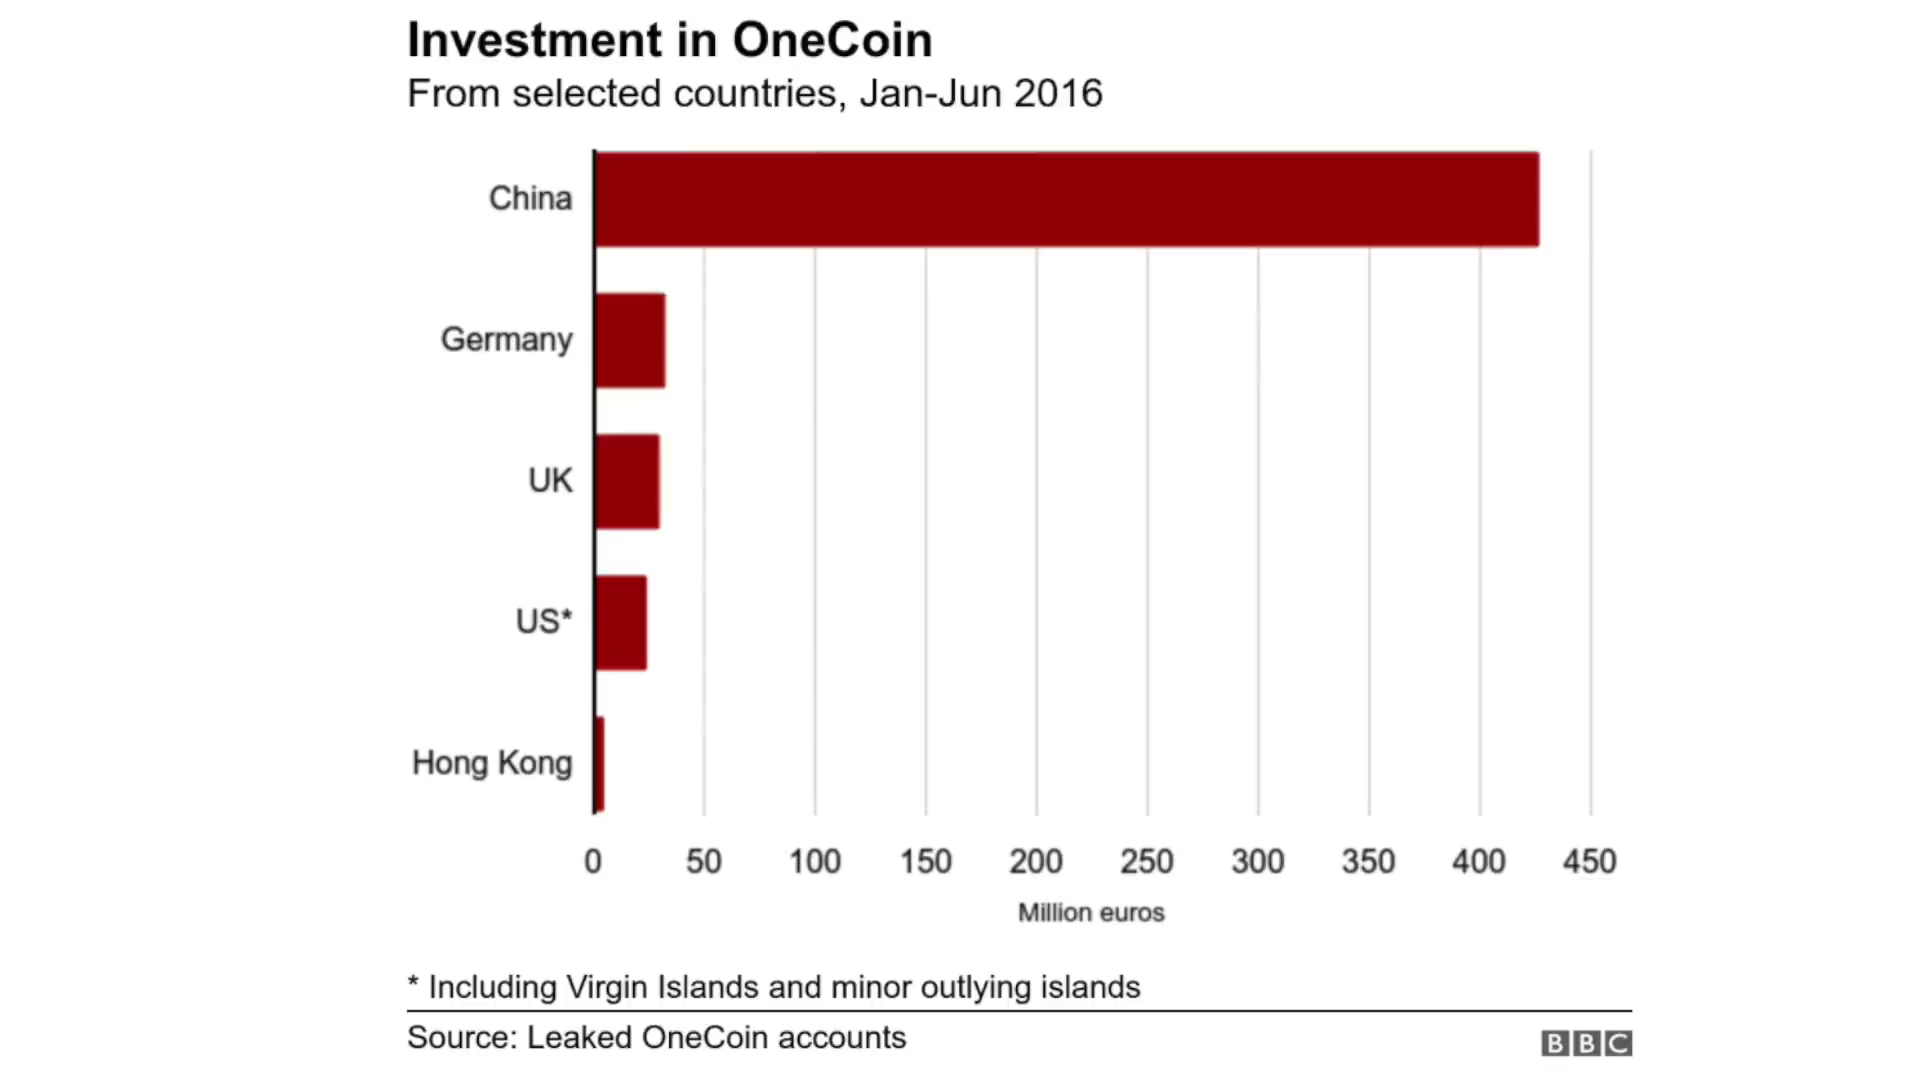 Investment in OneCoin
From selected countries, Jan-Jun 2016
China
Germany
UK
US*
Hong Kong
0 50 100 150 200 250 300 350 400 450
Million euros
* Including Virgin Islands and minor outlying islands
Source: Leaked OneCoin accounts
BBC